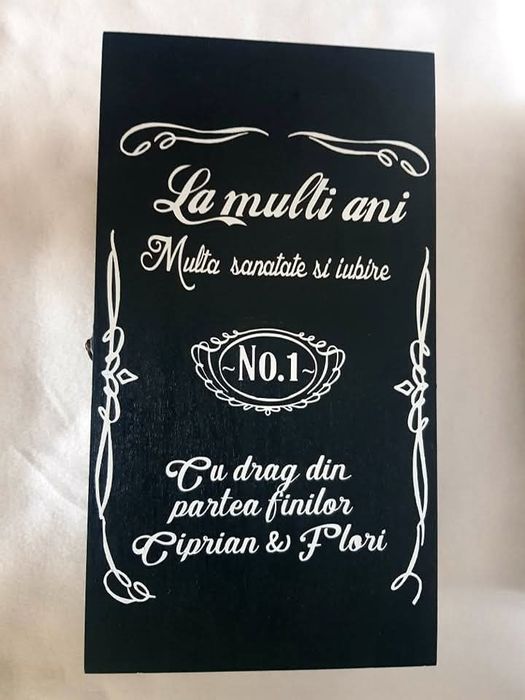 La multi ani
Multa sanatate si iubire
~No.1~
Cu drag din
partea finilor
Ciprian & Flori